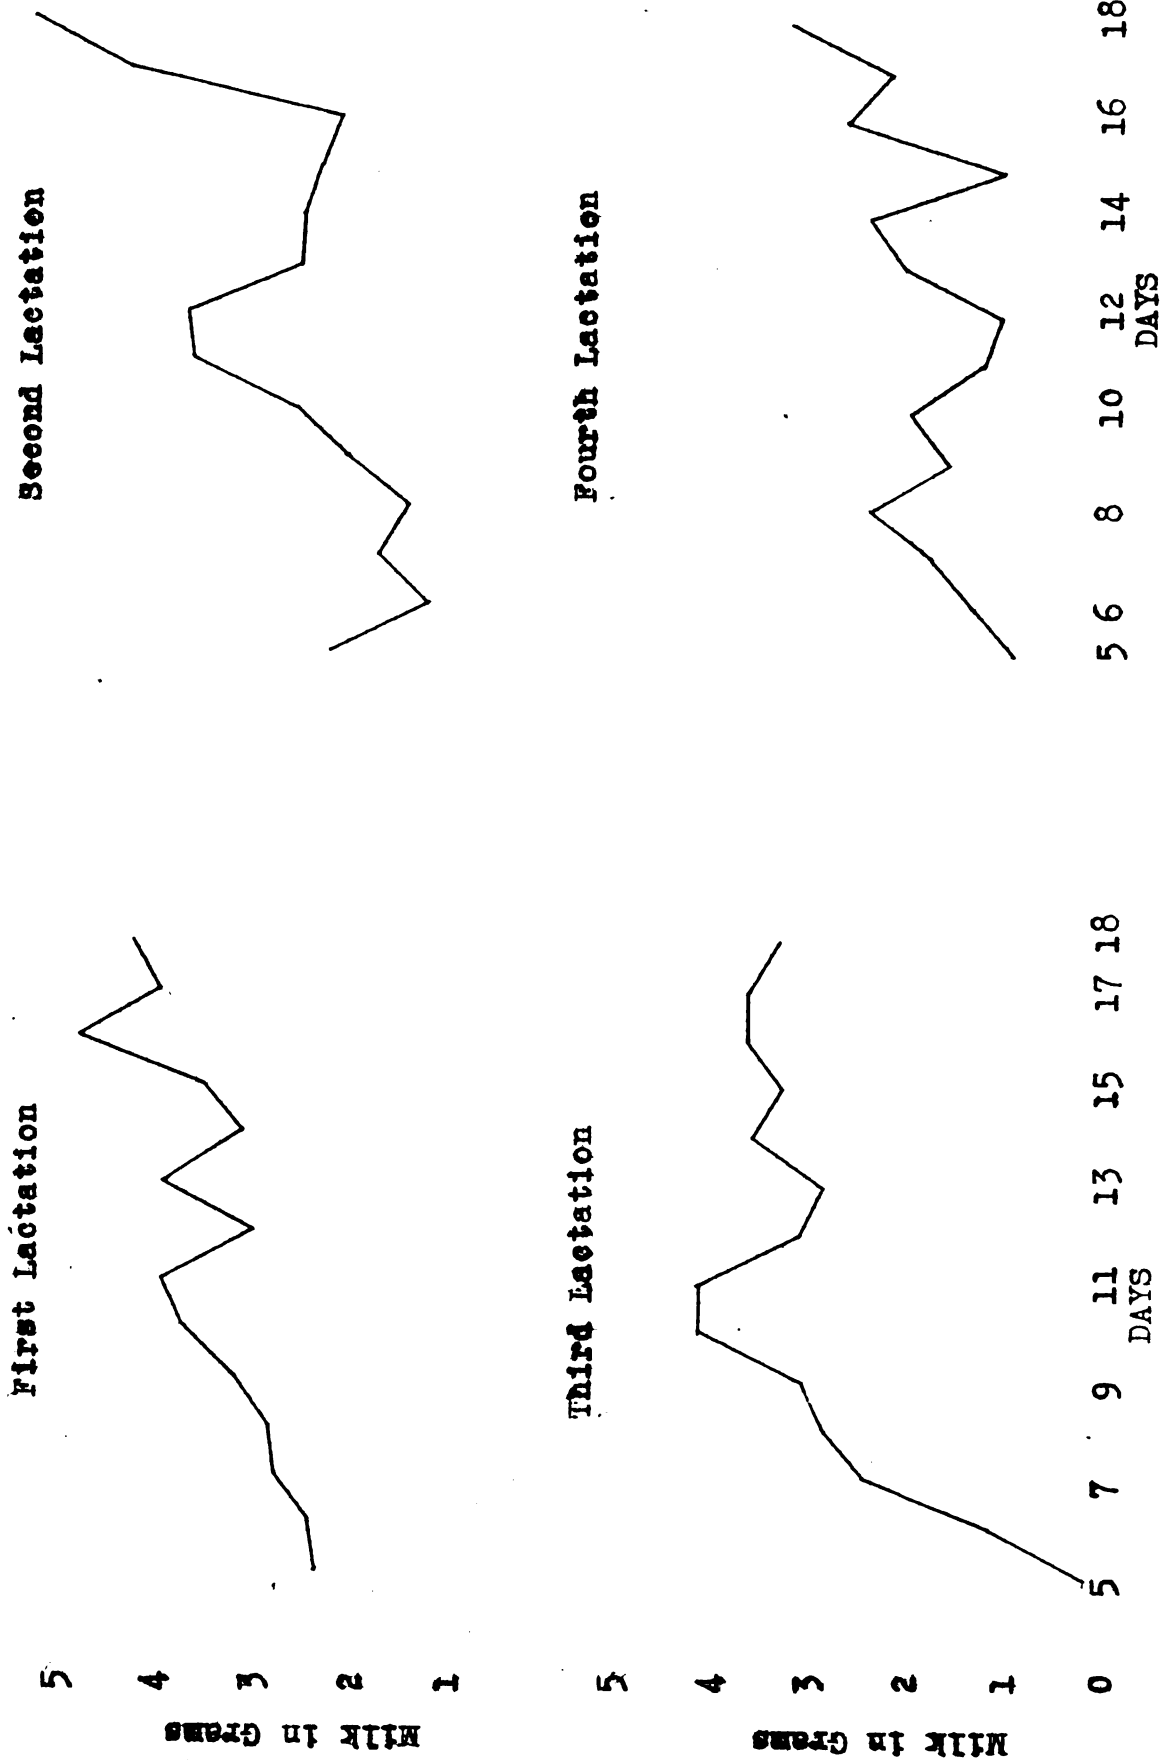 First Lactation
Second Lactation
Milk in Grams
5
4
3
2
1
Third Lactation
Fourth Lactation
Milk in Grams
5
4
3
2
1
0
5 7 9 11 13 15 17 18
DAYS
5 6 8 10 12 14 16 18
DAYS